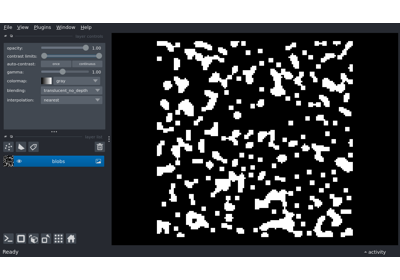 File View Plugins Window Help
opacity: 1.00
contrast limits:
auto-contrast: once continuous
gamma: 1.00
colormap: gray
blending: translucent_no_depth
interpolation: nearest
blobs
Ready
activity